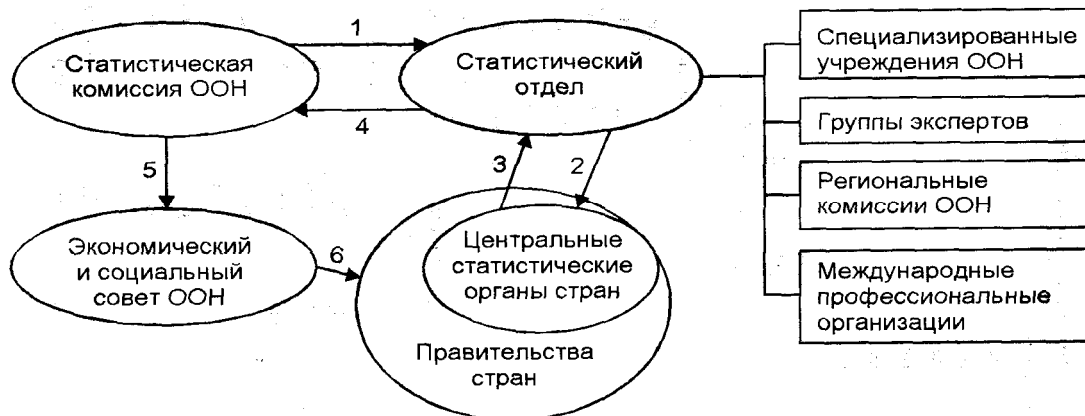 1
Статистическая
комиссия ООН
Статистический
отдел
4
5
3
2
Экономический
и социальный
совет ООН
6
Центральные
статистические
органы стран
Правительства
стран
Специализированные
учреждения ООН
Группы экспертов
Региональные
комиссии ООН
Международные
профессиональные
организации